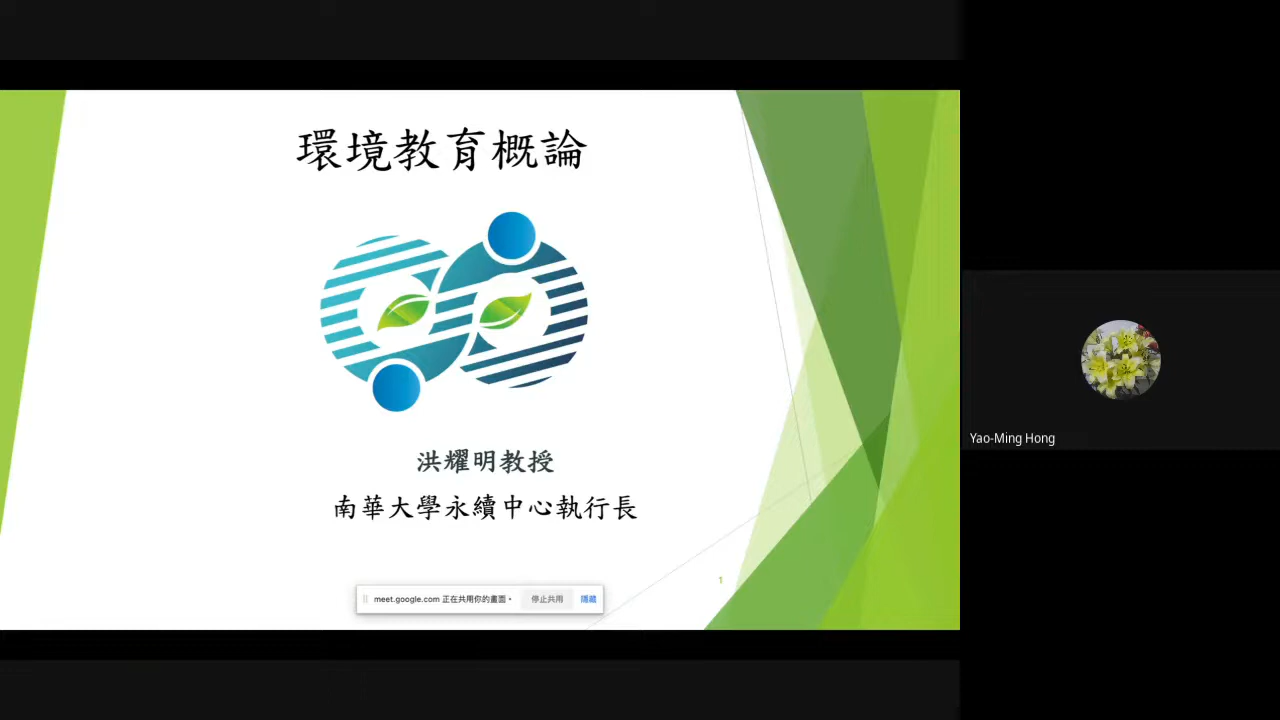 環境教育概論
洪耀明教授
南華大學永續中心執行長
1
meet.google.com 正在共用你的畫面。
停止共用
隱藏
Yao-Ming Hong